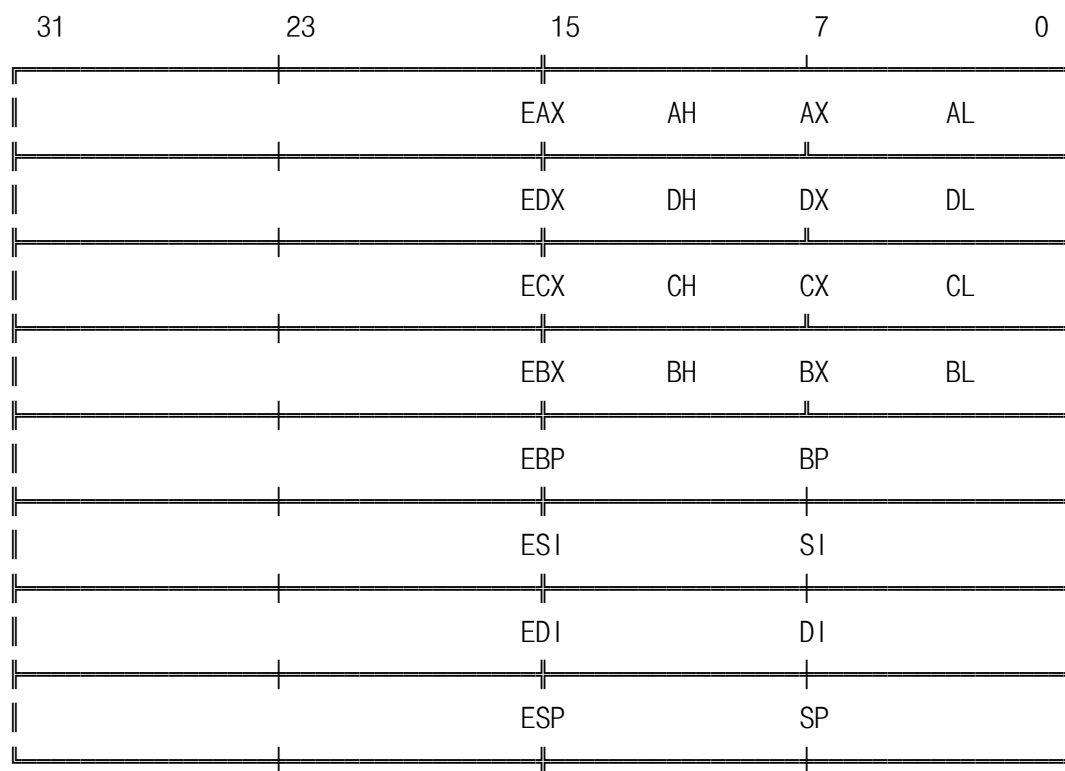 31 23 15 7 0
EAX AH AX AL
EDX DH DX DL
ECX CH CX CL
EBX BH BX BL
EBP BP
ESI SI
EDI DI
ESP SP